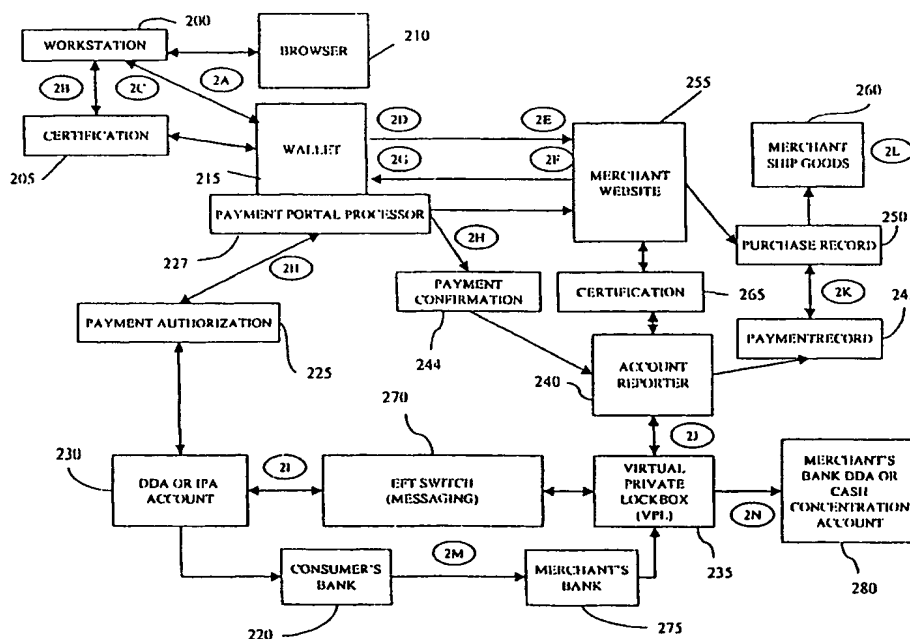 200
WORKSTATION
BROWSER
210
2B
2C
2A
255
260
CERTIFICATION
205
WALLET
215
2D
2E
2G
2F
MERCHANT
WEBSITE
MERCHANT
SHIP GOODS
2L
PAYMENT PORTAL PROCESSOR
227
2H
2H
PURCHASE RECORD
250
PAYMENT
CONFIRMATION
244
CERTIFICATION
265
2K
PAYMENT AUTHORIZATION
225
PAYMENTRECORD
24
ACCOUNT
REPORTER
240
270
2J
230
DDA OR IPA
ACCOUNT
2I
EFT SWITCH
(MESSAGING)
VIRTUAL
PRIVATE
LOCKBOX
(VPL)
235
2N
MERCHANT'S
BANK DDA OR
CASH
CONCENTRATION
ACCOUNT
280
CONSUMER'S
BANK
220
2M
MERCHANT'S
BANK
275